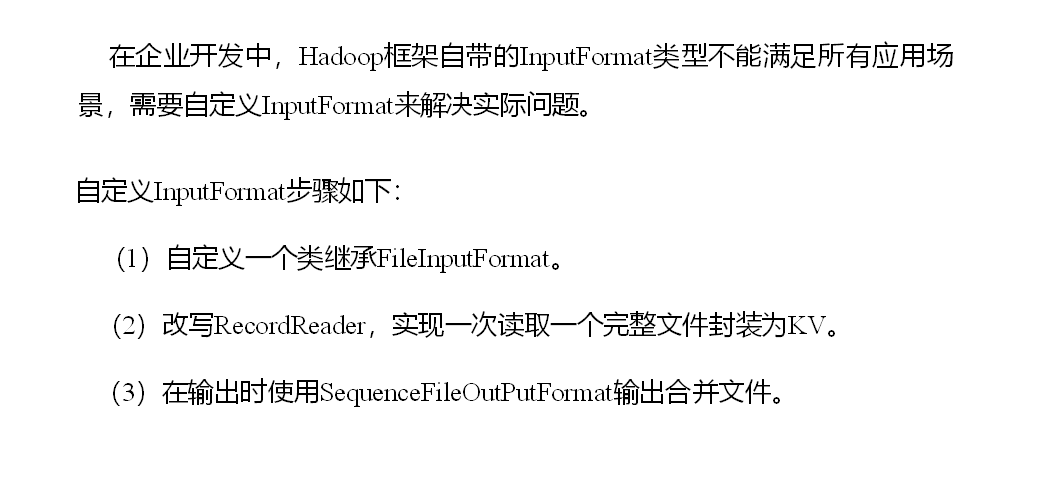 在企业开发中，Hadoop框架自带的InputFormat类型不能满足所有应用场
景，需要自定义InputFormat来解决实际问题。
自定义InputFormat步骤如下：
（1）自定义一个类继承FileInputFormat。
（2）改写RecordReader，实现一次读取一个完整文件封装为KV。
（3）在输出时使用SequenceFileOutPutFormat输出合并文件。